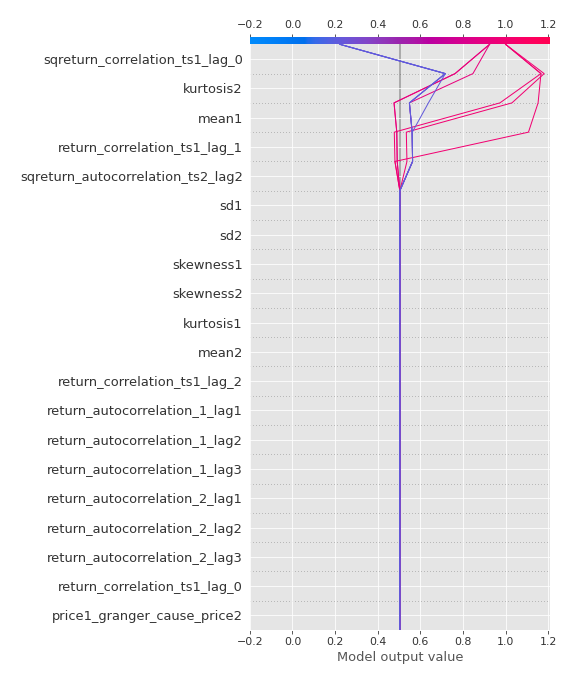 −0.2 0.0 0.2 0.4 0.6 0.8 1.0 1.2
sqreturn_correlation_ts1_lag_0
kurtosis2
mean1
return_correlation_ts1_lag_1
sqreturn_autocorrelation_ts2_lag2
sd1
sd2
skewness1
skewness2
kurtosis1
mean2
return_correlation_ts1_lag_2
return_autocorrelation_1_lag1
return_autocorrelation_1_lag2
return_autocorrelation_1_lag3
return_autocorrelation_2_lag1
return_autocorrelation_2_lag2
return_autocorrelation_2_lag3
return_correlation_ts1_lag_0
price1_granger_cause_price2
−0.2 0.0 0.2 0.4 0.6 0.8 1.0 1.2
Model output value